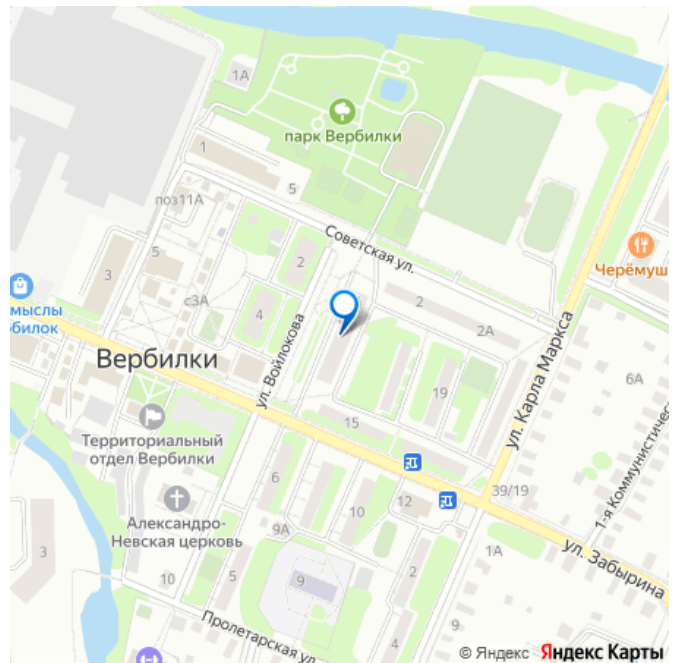 1А
парк Вербилки
1
5
поз11А
Советская ул.
5
2
3
Черёмуш
с3А
мыслы
билок
4
ул. Войлокова
2
2А
ул. Карла Маркса
Вербилки
6А
19
15
Территориальный
отдел Вербилки
39/19
1-я Коммунистичес
6
10
12
Александро-
Невская церковь
9А
ул. Забырина
3
10
5
9
2
1А
Пролетарская ул.
4
9
© Яндекс Яндекс Карты